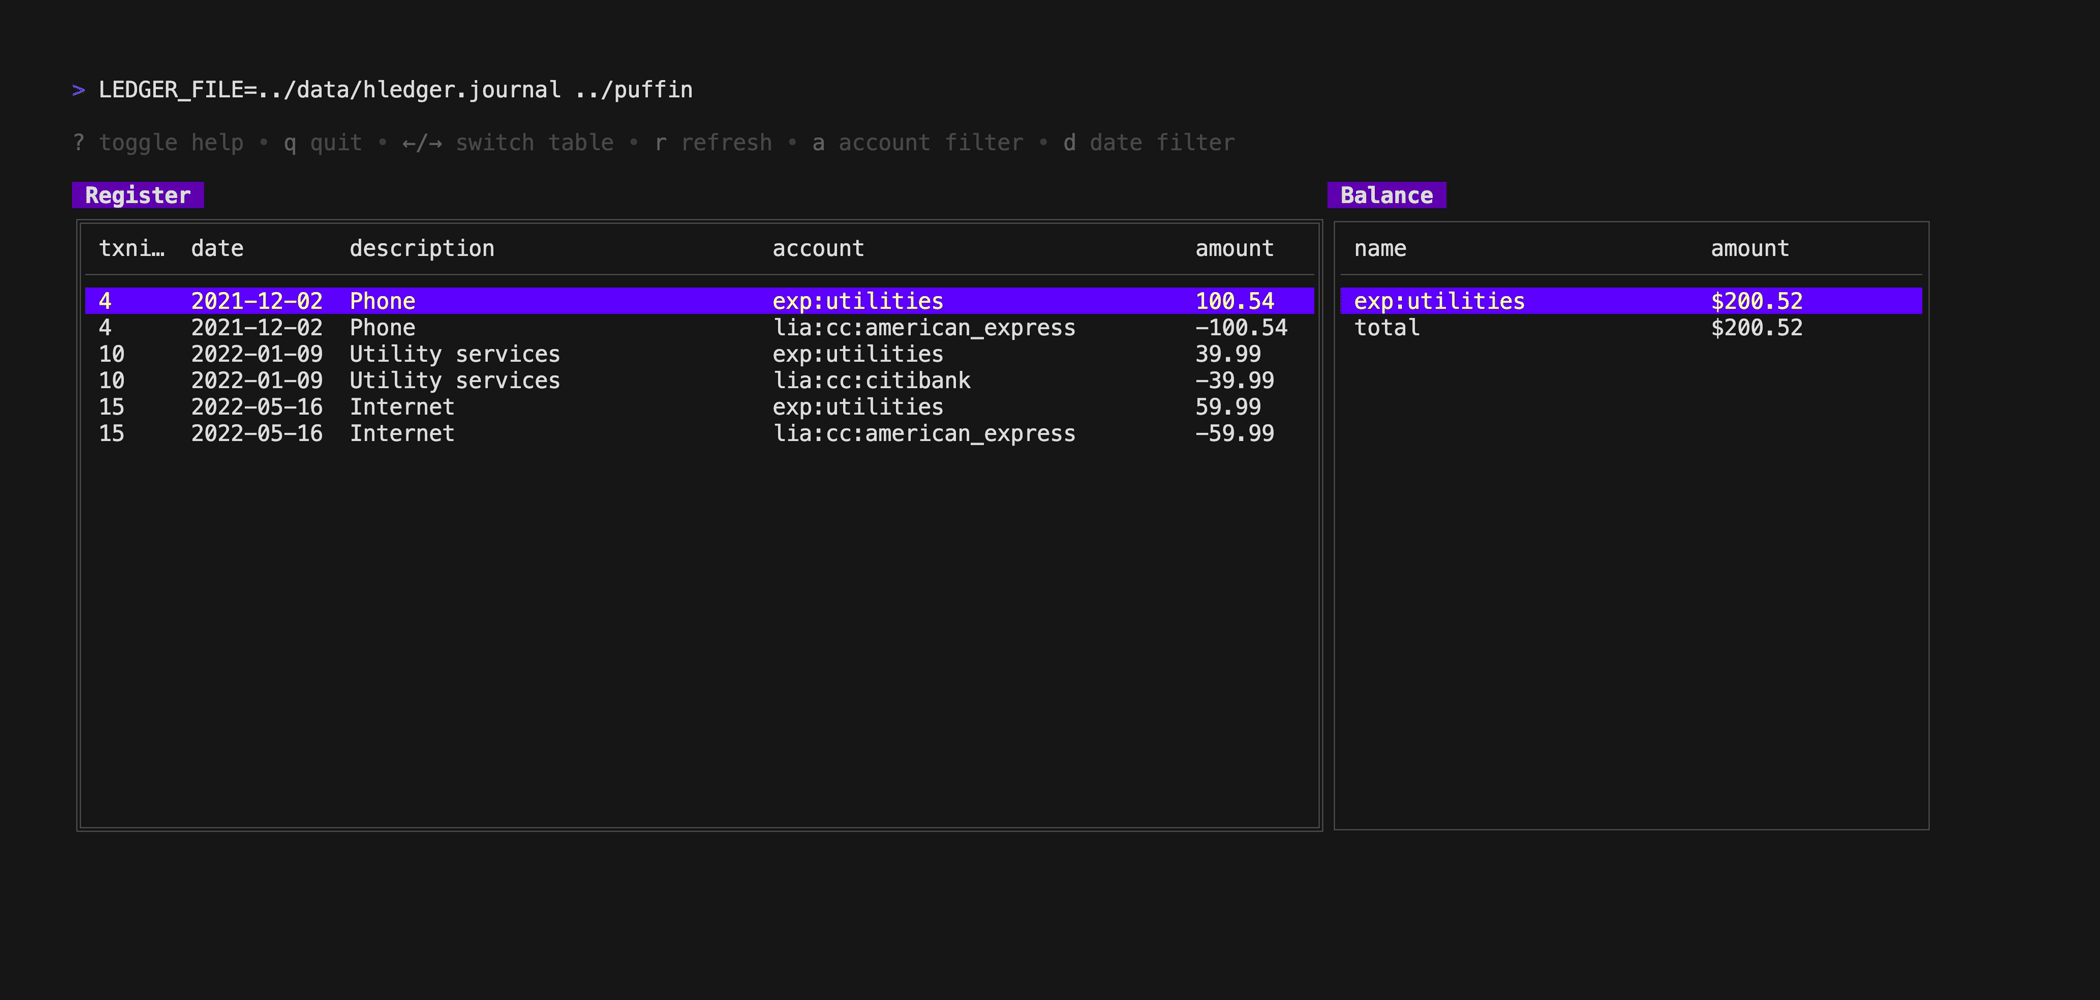 > LEDGER_FILE=../data/hledger.journal ../puffin
? toggle help • q quit • ←/→ switch table • r refresh • a account filter • d date filter
Register
txni… date description account amount
4 2021-12-02 Phone exp:utilities 100.54
4 2021-12-02 Phone lia:cc:american_express -100.54
10 2022-01-09 Utility services exp:utilities 39.99
10 2022-01-09 Utility services lia:cc:citibank -39.99
15 2022-05-16 Internet exp:utilities 59.99
15 2022-05-16 Internet lia:cc:american_express -59.99
Balance
name amount
exp:utilities $200.52
total $200.52